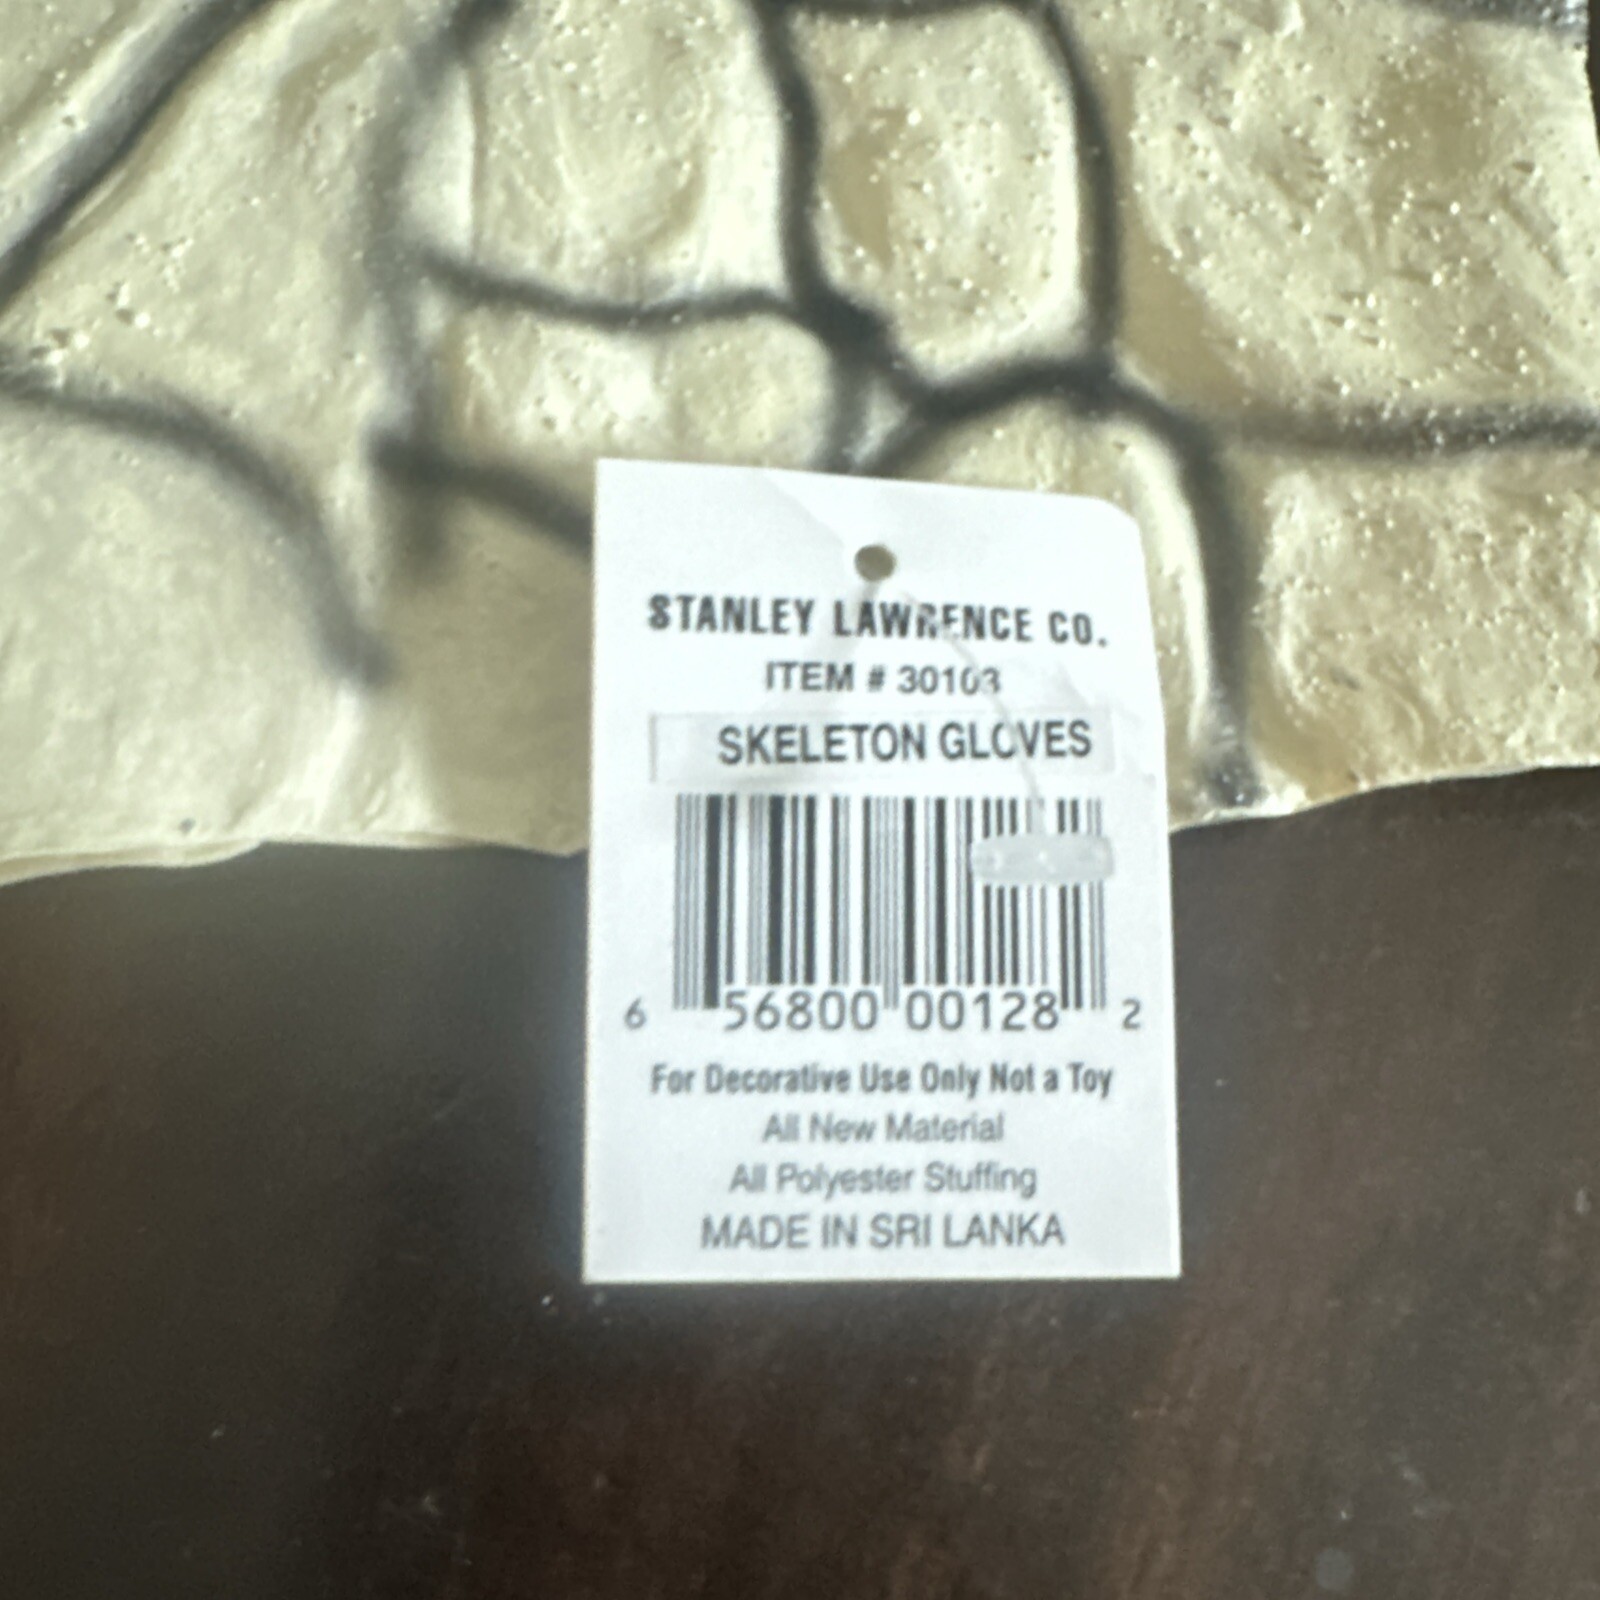 STANLEY LAWRENCE CO.
ITEM # 30103
SKELETON GLOVES
6 56800 00128 2
For Decorative Use Only Not a Toy
All New Material
All Polyester Stuffing
MADE IN SRI LANKA